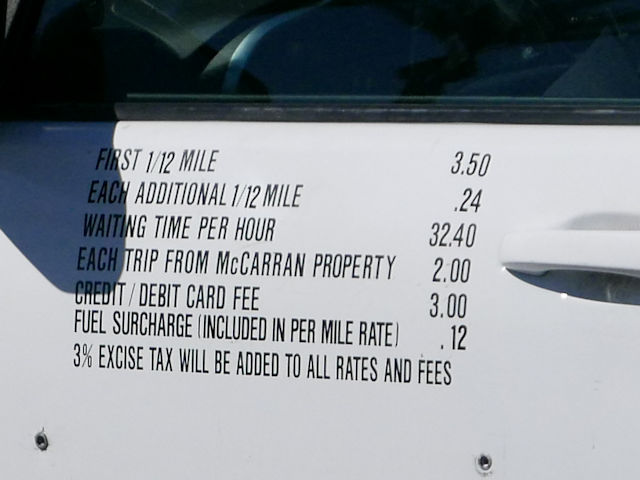 FIRST 1/12 MILE 3.50
EACH ADDITIONAL 1/12 MILE .24
WAITING TIME PER HOUR 32.40
EACH TRIP FROM McCARRAN PROPERTY 2.00
CREDIT / DEBIT CARD FEE 3.00
FUEL SURCHARGE (INCLUDED IN PER MILE RATE) .12
3% EXCISE TAX WILL BE ADDED TO ALL RATES AND FEES